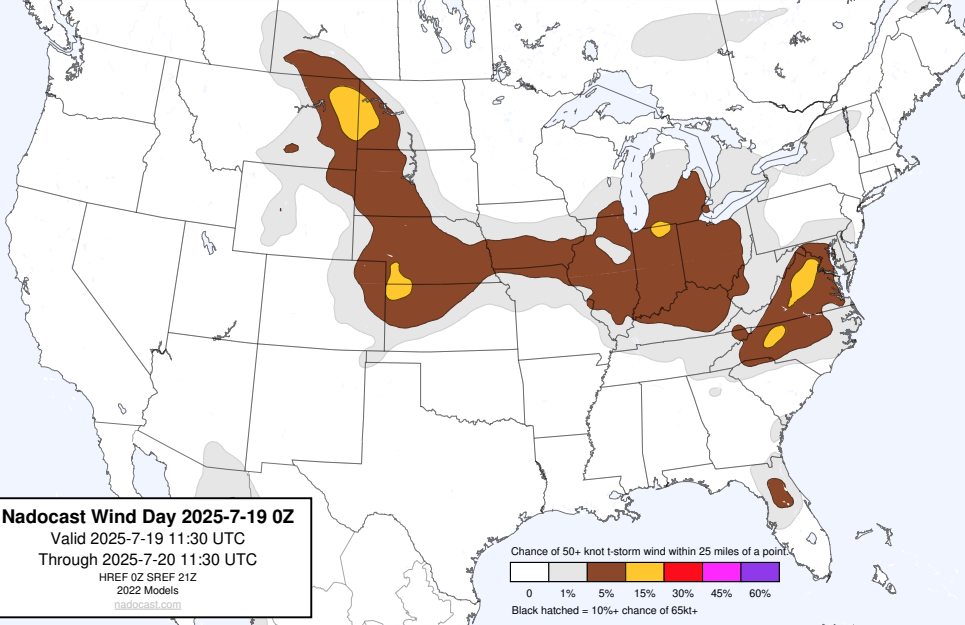 Nadocast Wind Day 2025-7-19 0Z
Valid 2025-7-19 11:30 UTC
Through 2025-7-20 11:30 UTC
HREF 0Z SREF 21Z
2022 Models
nadocast.com
Chance of 50+ knot t-storm wind within 25 miles of a point.
0 1% 5% 15% 30% 45% 60%
Black hatched = 10%+ chance of 65kt+